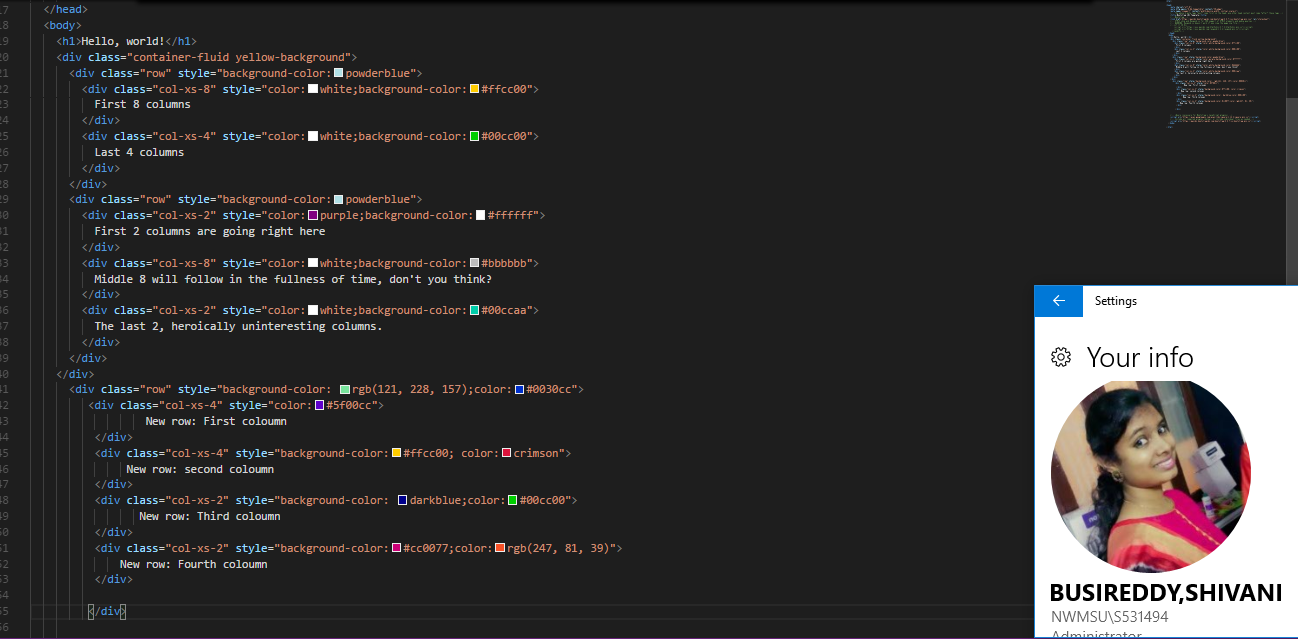 17 </head>
18 <body>
19 <h1>Hello, world!</h1>
20 <div class="container-fluid yellow-background">
21 <div class="row" style="background-color:powderblue">
22 <div class="col-xs-8" style="color:white;background-color:#ffcc00">
23 First 8 columns
24 </div>
25 <div class="col-xs-4" style="color:white;background-color:#00cc00">
26 Last 4 columns
27 </div>
28 </div>
29 <div class="row" style="background-color:powderblue">
30 <div class="col-xs-2" style="color:purple;background-color:#ffffff">
31 First 2 columns are going right here
32 </div>
33 <div class="col-xs-8" style="color:white;background-color:#bbbbbb">
34 Middle 8 will follow in the fullness of time, don't you think?
35 </div>
36 <div class="col-xs-2" style="color:white;background-color:#00ccaa">
37 The last 2, heroically uninteresting columns.
38 </div>
39 </div>
40 </div>
41 <div class="row" style="background-color: rgb(121, 228, 157);color:#0030cc">
42 <div class="col-xs-4" style="color:#5f00cc">
43 New row: First coloumn
44 </div>
45 <div class="col-xs-4" style="background-color:#ffcc00; color:crimson">
46 New row: second coloumn
47 </div>
48 <div class="col-xs-2" style="background-color: darkblue;color:#00cc00">
49 New row: Third coloumn
50 </div>
51 <div class="col-xs-2" style="background-color:#cc0077;color:rgb(247, 81, 39)">
52 New row: Fourth coloumn
53 </div>
54
55 </div>
56
Settings
Your info
BUSIREDDY,SHIVANI
NWMSU\S531494
Administrator